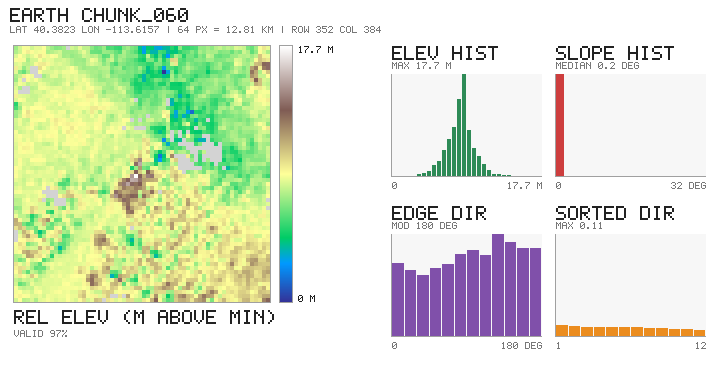 EARTH CHUNK_060
LAT 40.3823 LON -113.6157 | 64 PX = 12.81 KM | ROW 352 COL 384
17.7 M
0 M
REL ELEV (M ABOVE MIN)
VALID 97%
ELEV HIST
MAX 17.7 M
0 17.7 M
SLOPE HIST
MEDIAN 0.2 DEG
0 32 DEG
EDGE DIR
MOD 180 DEG
0 180 DEG
SORTED DIR
MAX 0.11
1 12